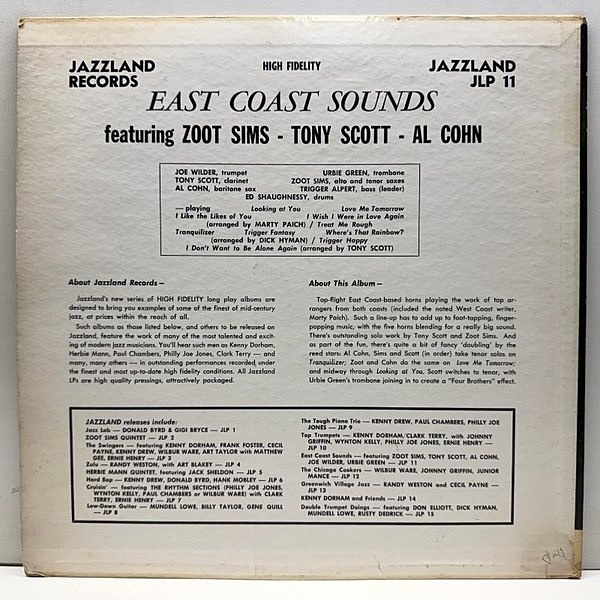 JAZZLAND RECORDS
HIGH FIDELITY
JAZZLAND JLP 11
EAST COAST SOUNDS
featuring ZOOT SIMS - TONY SCOTT - AL COHN
JOE WILDER, trumpet
URBIE GREEN, trombone
TONY SCOTT, clarinet
ZOOT SIMS, alto and tenor saxes
AL COHN, baritone sax
TRIGGER ALPERT, bass (leader)
ED SHAUGHNESSY, drums
— playing Looking at You Love Me Tomorrow
I Like the Likes of You I Wish I Were in Love Again
(arranged by MARTY PAICH) / Treat Me Rough
Tranquilizer Trigger Fantasy Where's That Rainbow?
(arranged by DICK HYMAN) / Trigger Happy
I Don't Want to Be Alone Again (arranged by TONY SCOTT)
About Jazzland Records—
Jazzland's new series of HIGH FIDELITY long play albums are
designed to bring you examples of some of the finest of mid-century
jazz, at prices within the reach of all.
Such albums as those listed below, and others to be released on
Jazzland, feature the work of many of the most talented and excit-
ing of modern jazz musicians. You'll hear such men as Kenny Dorham,
Herbie Mann, Paul Chambers, Philly Joe Jones, Clark Terry — and
many, many others — in outstanding performances recorded under
the finest and most up-to-date high fidelity conditions. All Jazzland
LPs are high quality pressings, attractively packaged.
About This Album—
Top-flight East Coast-based horns playing the work of top ar-
rangers from both coasts (included the noted West Coast writer,
Marty Paich). Such a line-up has to add up to foot-tapping, finger-
popping music, with the five horns blending for a really big sound.
There's outstanding solo work by Tony Scott and Zoot Sims. And
as part of the fun, there's quite a bit of fancy 'doubling' by the
reed stars: Al Cohn, Sims and Scott (in order) take tenor solos on
Tranquilizer; Zoot and Cohn do the same on Love Me Tomorrow;
and midway through Looking at You, Scott switches to tenor, with
Urbie Green's trombone joining in to create a "Four Brothers" effect.
JAZZLAND releases include:
Jazz Lab — DONALD BYRD & GIGI BRYCE — JLP 1
ZOOT SIMS QUINTET — JLP 2
The Swingers — featuring KENNY DORHAM, FRANK FOSTER, CECIL
PAYNE, KENNY DREW, WILBUR WARE, ART TAYLOR with MATTHEW
GEE, ERNIE HENRY — JLP 3
Zulu — RANDY WESTON, with ART BLAKEY — JLP 4
HERBIE MANN QUINTET, featuring JACK SHELDON — JLP 5
Hard Bop — KENNY DREW, DONALD BYRD, HANK MOBLEY — JLP 6
Cruisin' — featuring THE RHYTHM SECTIONS (PHILLY JOE JONES,
WYNTON KELLY, PAUL CHAMBERS or WILBUR WARE) with CLARK
TERRY, ERNIE HENRY — JLP 7
Low-Down Guitar — MUNDELL LOWE, BILLY TAYLOR, GENE QUILL
— JLP 8
The Tough Piano Trio — KENNY DREW, PAUL CHAMBERS, PHILLY JOE
JONES — JLP 9
Top Trumpets — KENNY DORHAM, CLARK TERRY, with JOHNNY
GRIFFIN, WYNTON KELLY, PHILLY JOE JONES, ERNIE HENRY —
JLP 10
East Coast Sounds — featuring ZOOT SIMS, TONY SCOTT, AL COHN,
JOE WILDER, URBIE GREEN — JLP 11
The Chicago Cookers — WILBUR WARE, JOHNNY GRIFFIN, JUNIOR
MANCE — JLP 12
Greenwich Village Jazz — RANDY WESTON and CECIL PAYNE —
JLP 13
KENNY DORHAM and Friends — JLP 14
Double Trumpet Doings — featuring DON ELLIOTT, DICK HYMAN,
MUNDELL LOWE, RUSTY DEDRICK — JLP 15